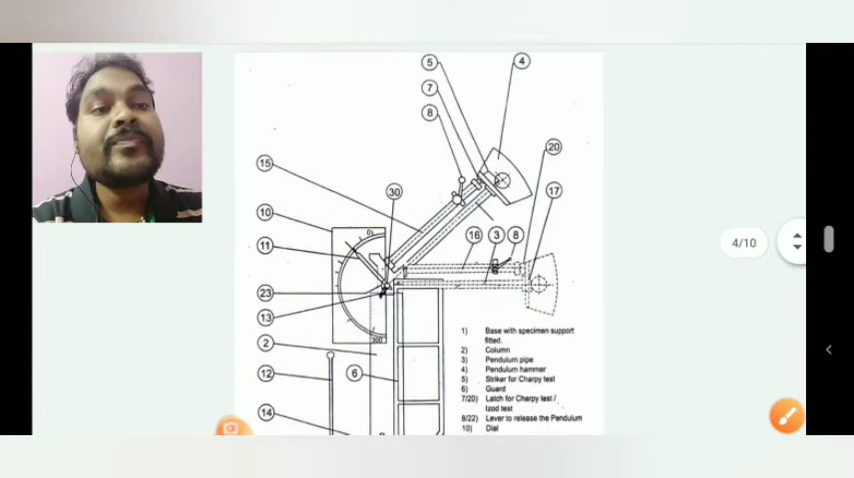 5
4
7
8
20
15
30
17
10
16
3
8
11
23
13
2
12
6
14
4/10
1) Base with specimen support
fitted.
2) Column
3) Pendulum pipe
4) Pendulum hammer
5) Striker for Charpy test
6) Guard
7/20) Latch for Charpy test /
Izod test
8/22) Lever to release the Pendulum
10) Dial
300